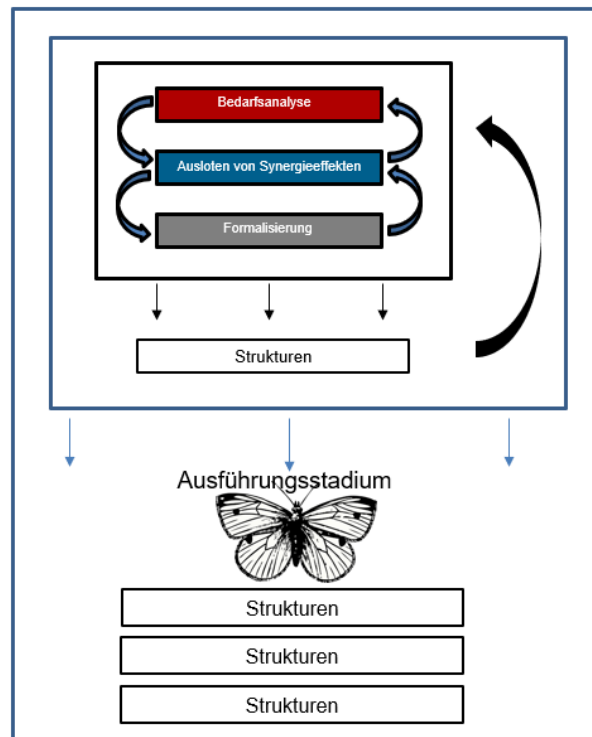 Bedarfsanalyse
Ausloten von Synergieeffekten
Formalisierung
Strukturen
Ausführungsstadium
Strukturen
Strukturen
Strukturen